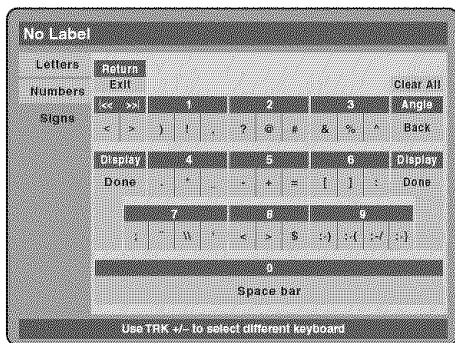 No Label
Letters
Numbers
Signs
Return
Exit
Clear All
<< >> 1 2 3 Angle
< > ) ! , ? @ # & % ^ Back
Display 4 5 6 Display
Done . * _ - + = [ ] : Done
7 8 9
; ¨ \\ ' < > $ :-) :-( :-/ ;-)
0
Space bar
Use TRK +/– to select different keyboard